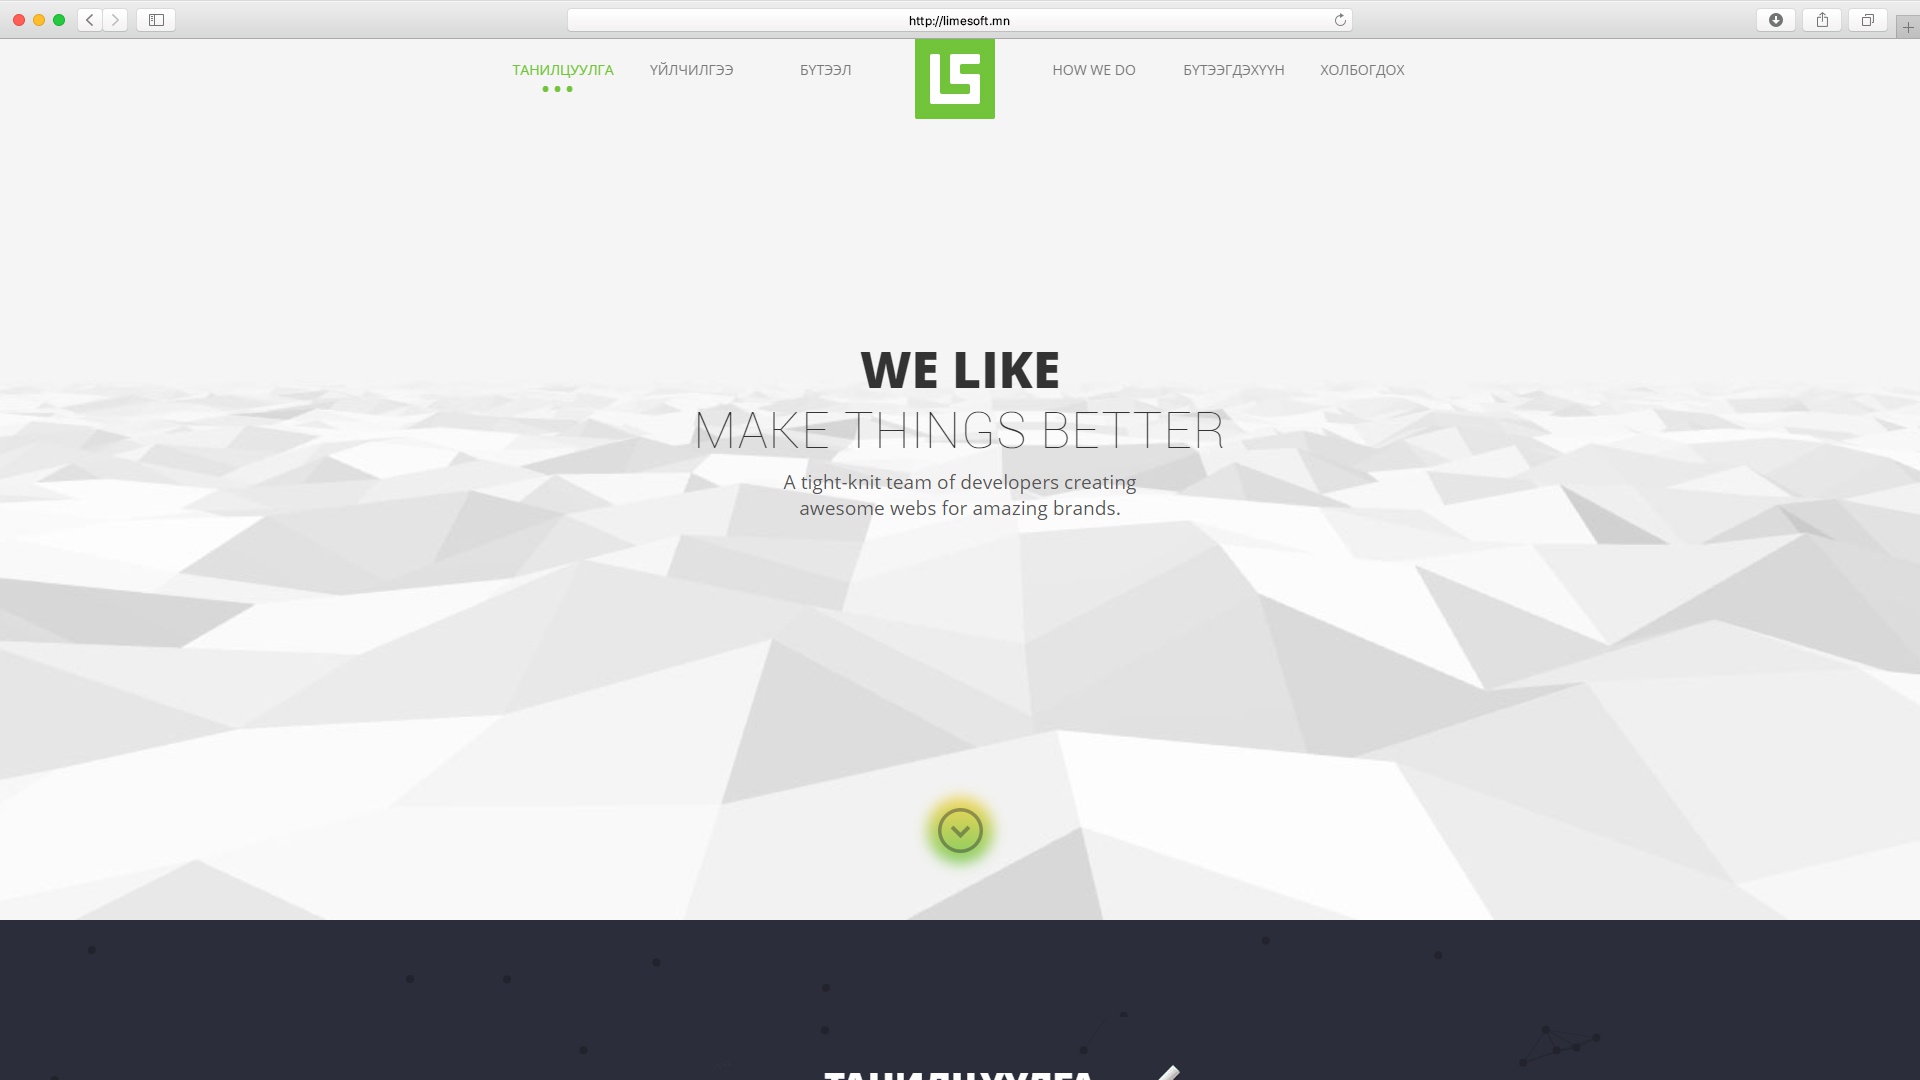 http://limesoft.mn
ТАНИЛЦУУЛГА ҮЙЛЧИЛГЭЭ БҮТЭЭЛ LS HOW WE DO БҮТЭЭГДЭХҮҮН ХОЛБОГДОХ
WE LIKE
MAKE THINGS BETTER
A tight-knit team of developers creating
awesome webs for amazing brands.
ТАНИЛЦУУЛГА